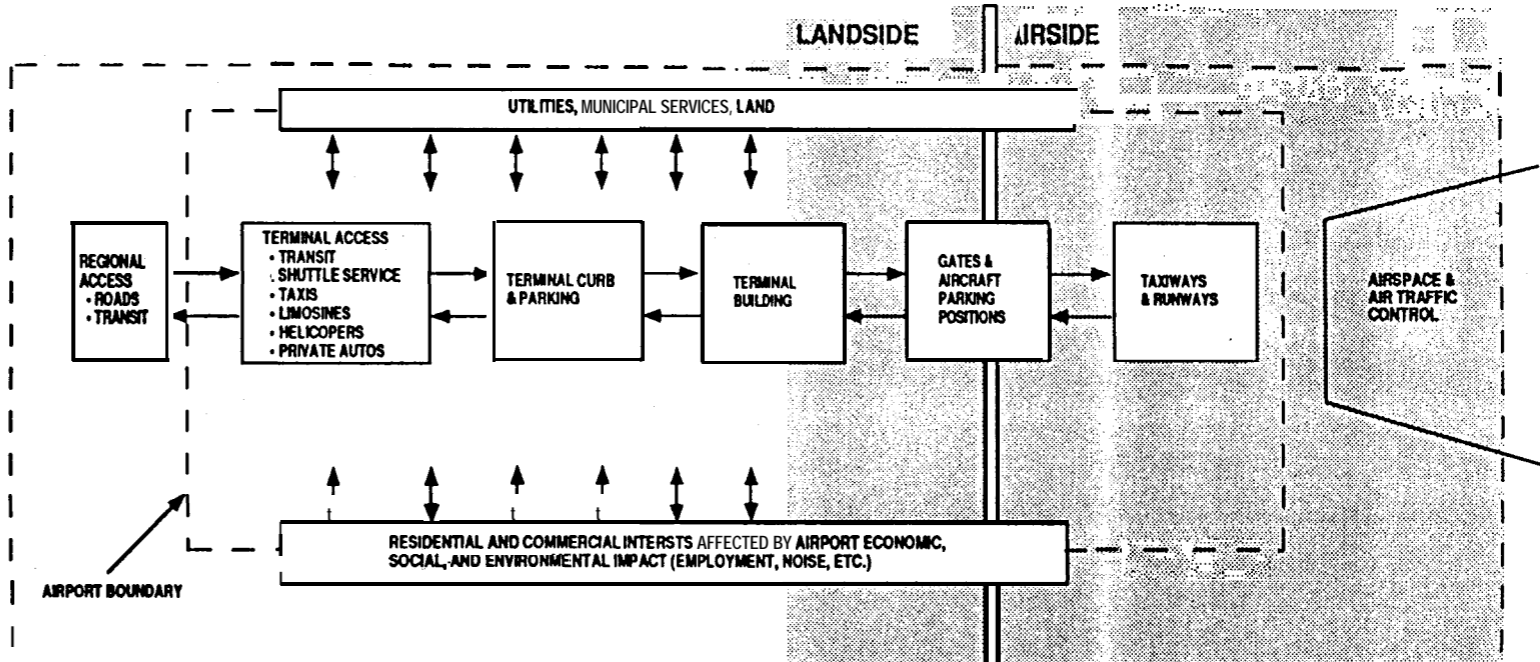 LANDSIDE
AIRSIDE
UTILITIES, MUNICIPAL SERVICES, LAND
REGIONAL
ACCESS
• ROADS
• TRANSIT
TERMINAL ACCESS
• TRANSIT
. SHUTTLE SERVICE
• TAXIS
• LIMOSINES
• HELICOPERS
• PRIVATE AUTOS
TERMINAL CURB
& PARKING
TERMINAL
BUILDING
GATES &
AIRCRAFT
PARKING
POSITIONS
TAXIWAYS
& RUNWAYS
AIRSPACE &
AIR TRAFFIC
CONTROL
RESIDENTIAL AND COMMERCIAL INTERSTS AFFECTED BY AIRPORT ECONOMIC,
SOCIAL, AND ENVIRONMENTAL IMPACT (EMPLOYMENT, NOISE, ETC.)
AIRPORT BOUNDARY